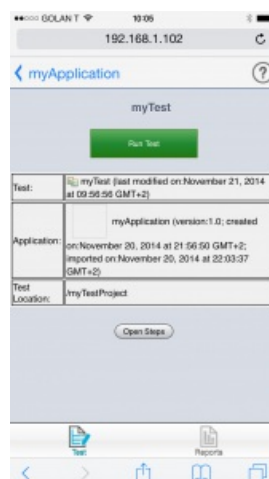 GOLAN T 10:05
192.168.1.102
myApplication ?
myTest
Run Test
Test: myTest (last modified on:November 21, 2014
at 09:56:56 GMT+2)
Application: myApplication (version:1.0; created
on:November 20, 2014 at 21:56:50 GMT+2;
imported on:November 20, 2014 at 22:03:37
GMT+2)
Test
Location: /myTestProject
Open Steps
Test Reports